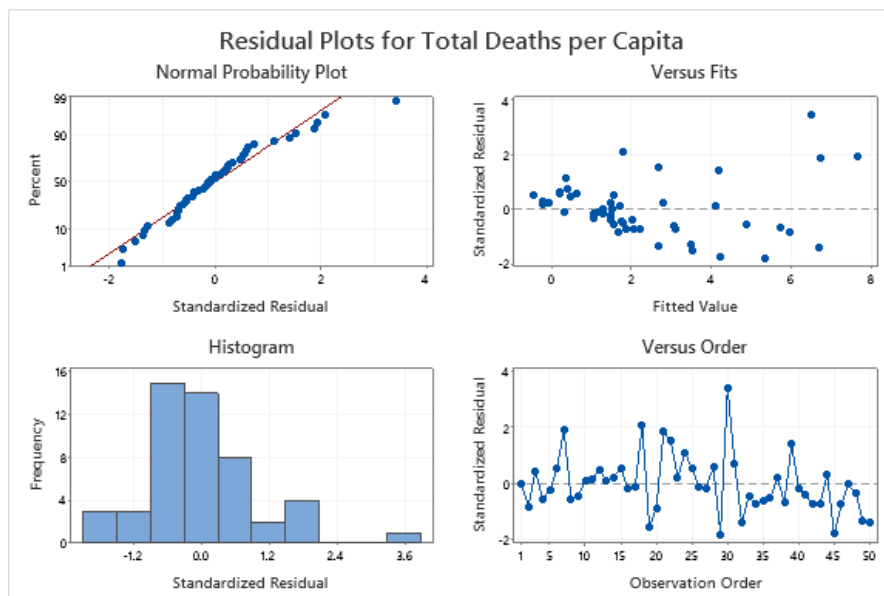 Residual Plots for Total Deaths per Capita
Normal Probability Plot
99
90
50
10
1
Percent
-2 0 2 4
Standardized Residual
Versus Fits
4
2
0
-2
Standardized Residual
0 2 4 6 8
Fitted Value
Histogram
16
12
8
4
0
Frequency
-1.2 0.0 1.2 2.4 3.6
Standardized Residual
Versus Order
4
2
0
-2
Standardized Residual
1 5 10 15 20 25 30 35 40 45 50
Observation Order